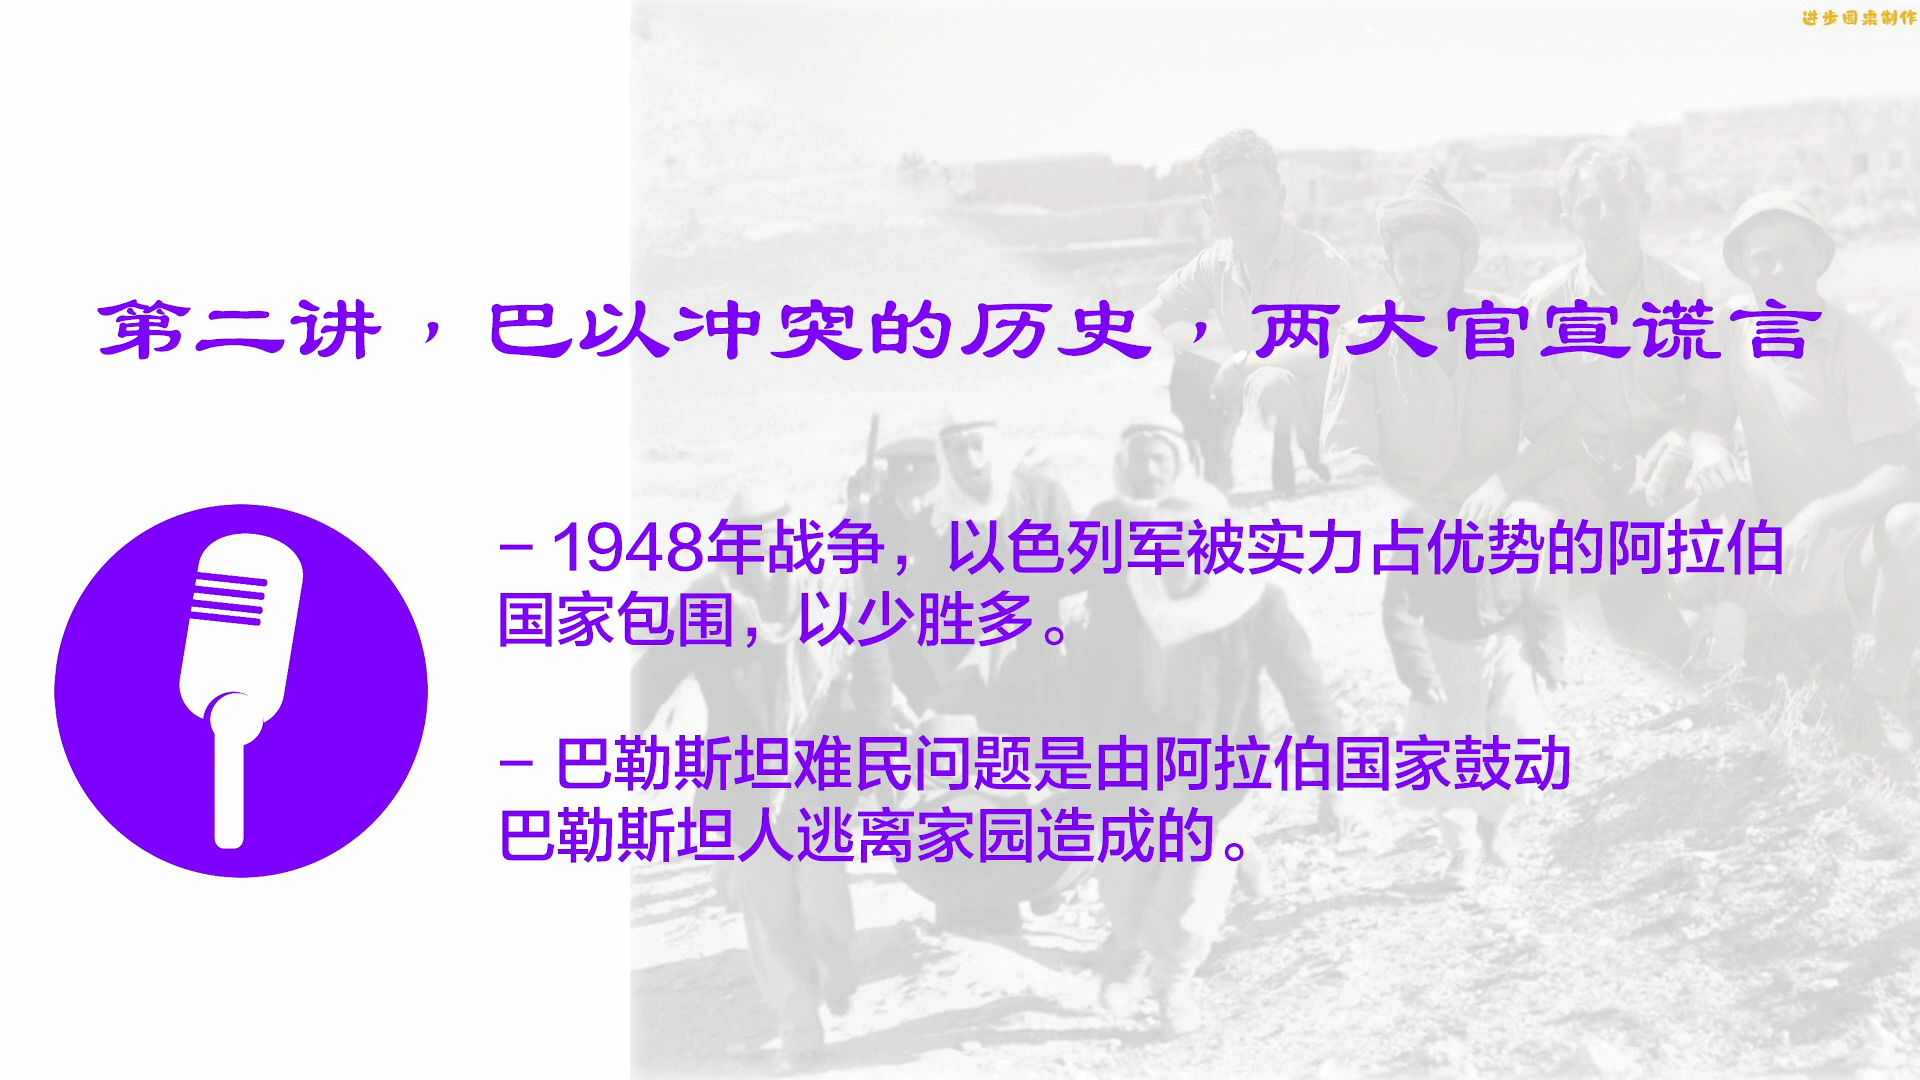 进步圆桌制作
第二讲，巴以冲突的历史，两大官宣谎言
- 1948年战争，以色列军被实力占优势的阿拉伯
国家包围，以少胜多。
- 巴勒斯坦难民问题是由阿拉伯国家鼓动
巴勒斯坦人逃离家园造成的。